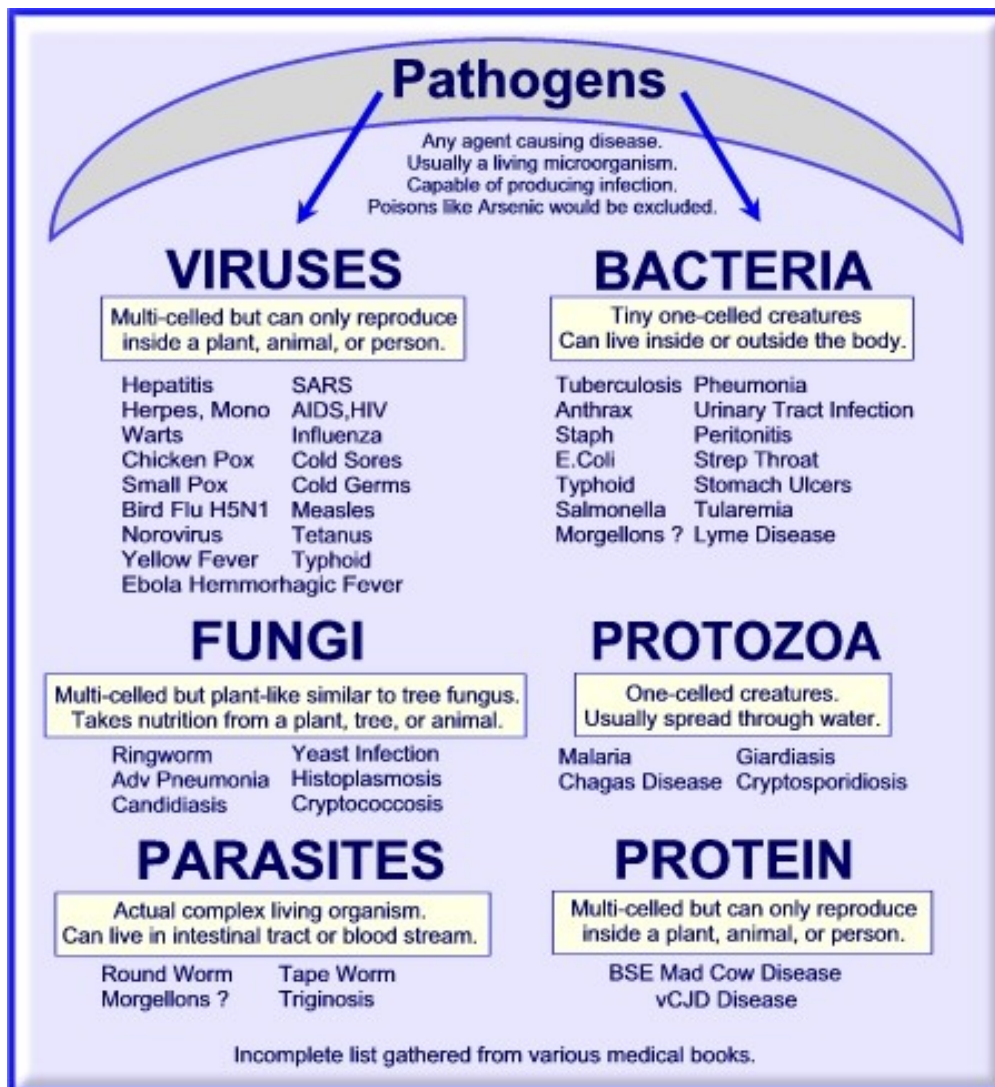 Pathogens
Any agent causing disease.
Usually a living microorganism.
Capable of producing infection.
Poisons like Arsenic would be excluded.
VIRUSES
Multi-celled but can only reproduce
inside a plant, animal, or person.
Hepatitis SARS
Herpes, Mono AIDS,HIV
Warts Influenza
Chicken Pox Cold Sores
Small Pox Cold Germs
Bird Flu H5N1 Measles
Norovirus Tetanus
Yellow Fever Typhoid
Ebola Hemmorhagic Fever
BACTERIA
Tiny one-celled creatures
Can live inside or outside the body.
Tuberculosis Pheumonia
Anthrax Urinary Tract Infection
Staph Peritonitis
E.Coli Strep Throat
Typhoid Stomach Ulcers
Salmonella Tularemia
Morgellons ? Lyme Disease
FUNGI
Multi-celled but plant-like similar to tree fungus.
Takes nutrition from a plant, tree, or animal.
Ringworm Yeast Infection
Adv Pneumonia Histoplasmosis
Candidiasis Cryptococcosis
PROTOZOA
One-celled creatures.
Usually spread through water.
Malaria Giardiasis
Chagas Disease Cryptosporidiosis
PARASITES
Actual complex living organism.
Can live in intestinal tract or blood stream.
Round Worm Tape Worm
Morgellons ? Triginosis
PROTEIN
Multi-celled but can only reproduce
inside a plant, animal, or person.
BSE Mad Cow Disease
vCJD Disease
Incomplete list gathered from various medical books.